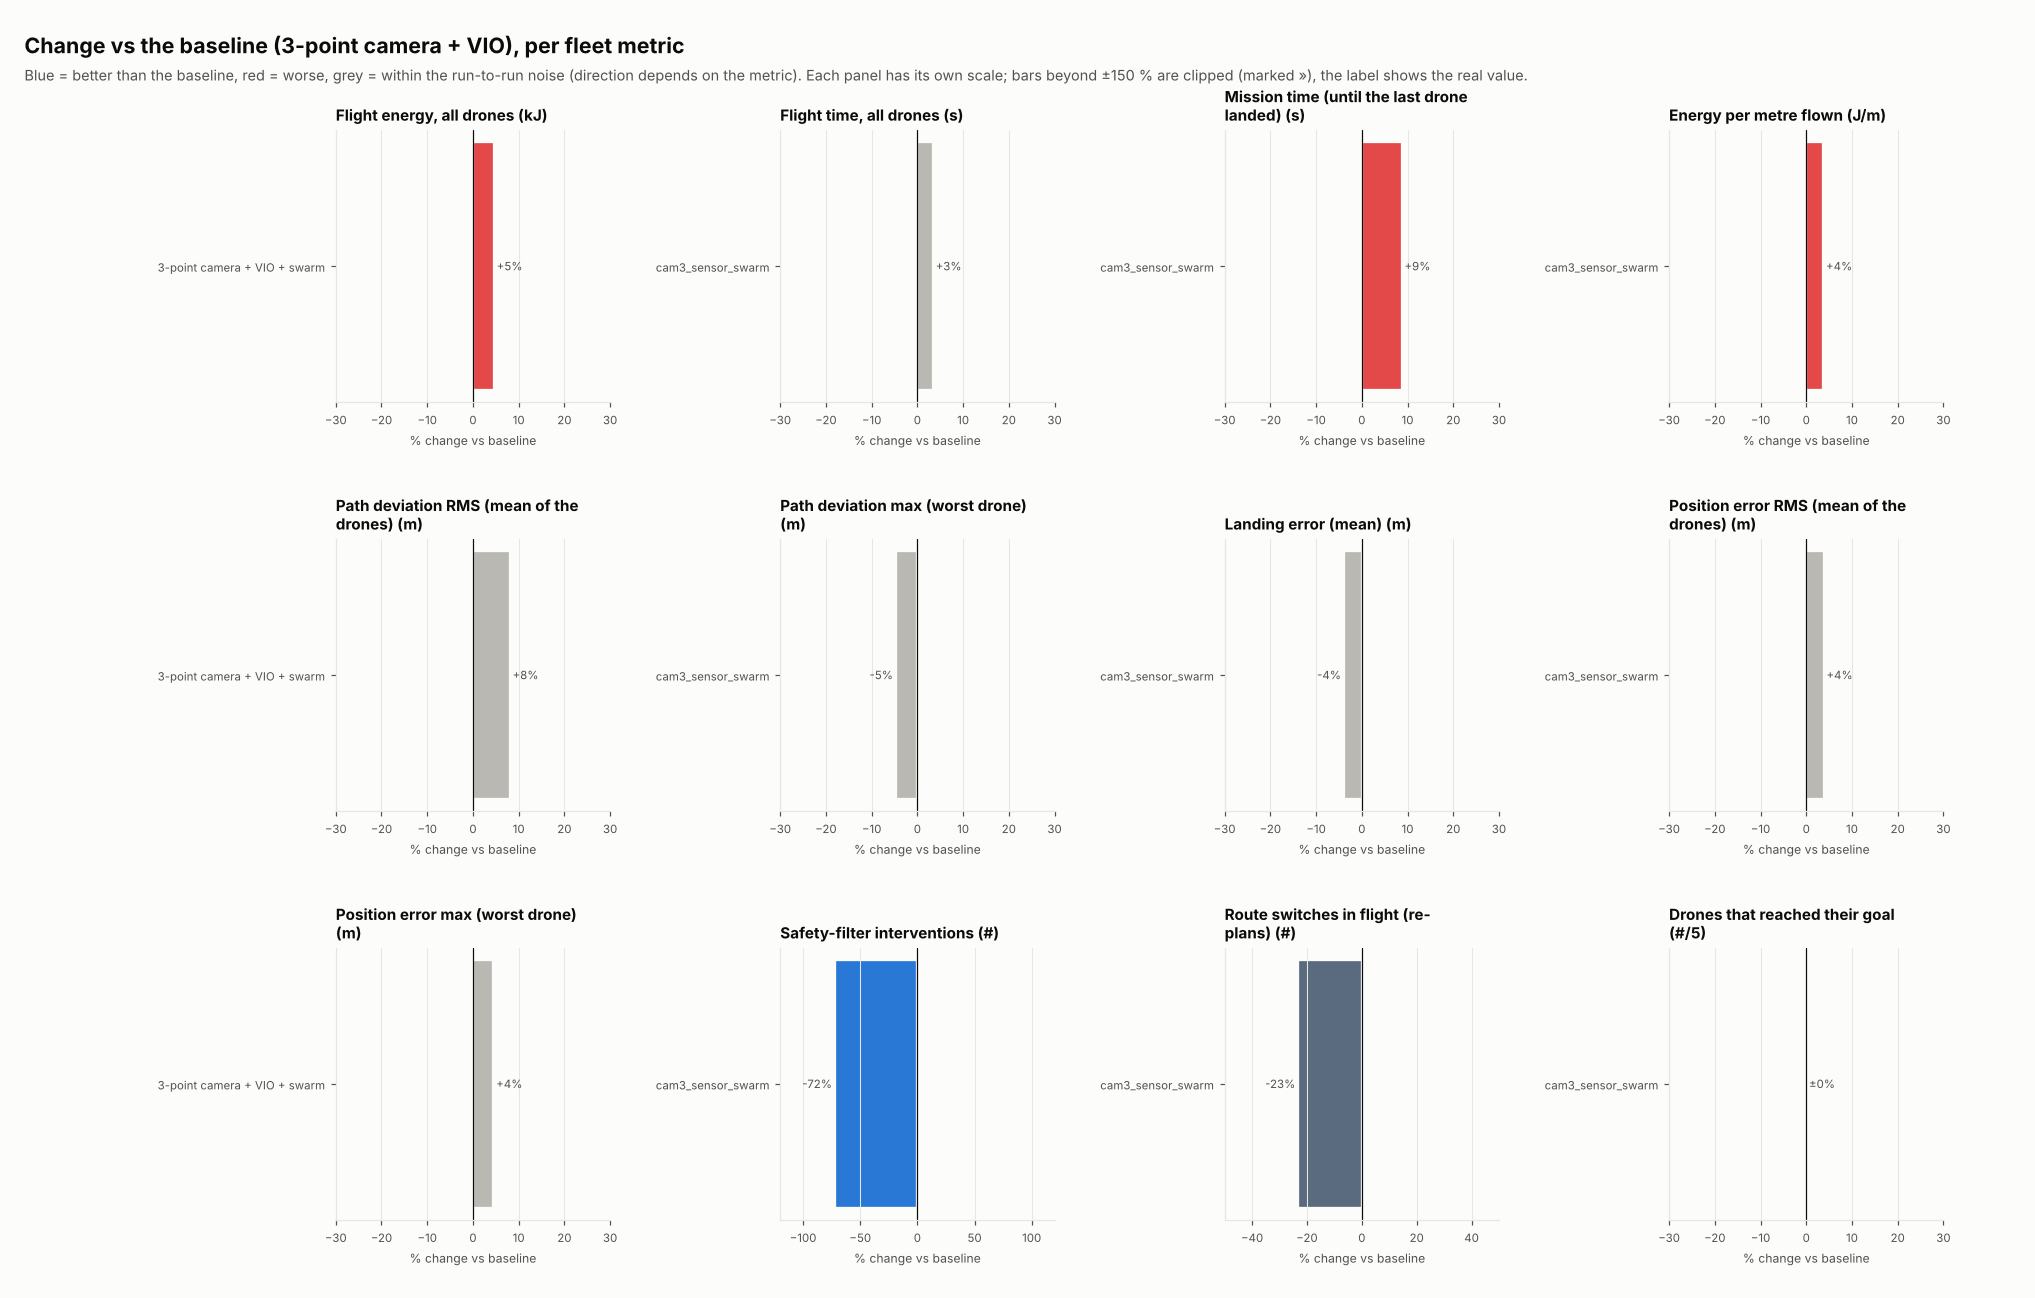 Change vs the baseline (3-point camera + VIO), per fleet metric
Blue = better than the baseline, red = worse, grey = within the run-to-run noise (direction depends on the metric). Each panel has its own scale; bars beyond ±150 % are clipped (marked »), the label shows the real value.
Flight energy, all drones (kJ)
3-point camera + VIO + swarm
+5%
−30 −20 −10 0 10 20 30
% change vs baseline
Flight time, all drones (s)
cam3_sensor_swarm
+3%
−30 −20 −10 0 10 20 30
% change vs baseline
Mission time (until the last drone
landed) (s)
cam3_sensor_swarm
+9%
−30 −20 −10 0 10 20 30
% change vs baseline
Energy per metre flown (J/m)
cam3_sensor_swarm
+4%
−30 −20 −10 0 10 20 30
% change vs baseline
Path deviation RMS (mean of the
drones) (m)
3-point camera + VIO + swarm
+8%
−30 −20 −10 0 10 20 30
% change vs baseline
Path deviation max (worst drone)
(m)
cam3_sensor_swarm
-5%
−30 −20 −10 0 10 20 30
% change vs baseline
Landing error (mean) (m)
cam3_sensor_swarm
-4%
−30 −20 −10 0 10 20 30
% change vs baseline
Position error RMS (mean of the
drones) (m)
cam3_sensor_swarm
+4%
−30 −20 −10 0 10 20 30
% change vs baseline
Position error max (worst drone)
(m)
3-point camera + VIO + swarm
+4%
−30 −20 −10 0 10 20 30
% change vs baseline
Safety-filter interventions (#)
cam3_sensor_swarm
-72%
−100 −50 0 50 100
% change vs baseline
Route switches in flight (re-
plans) (#)
cam3_sensor_swarm
-23%
−40 −20 0 20 40
% change vs baseline
Drones that reached their goal
(#/5)
cam3_sensor_swarm
±0%
−30 −20 −10 0 10 20 30
% change vs baseline